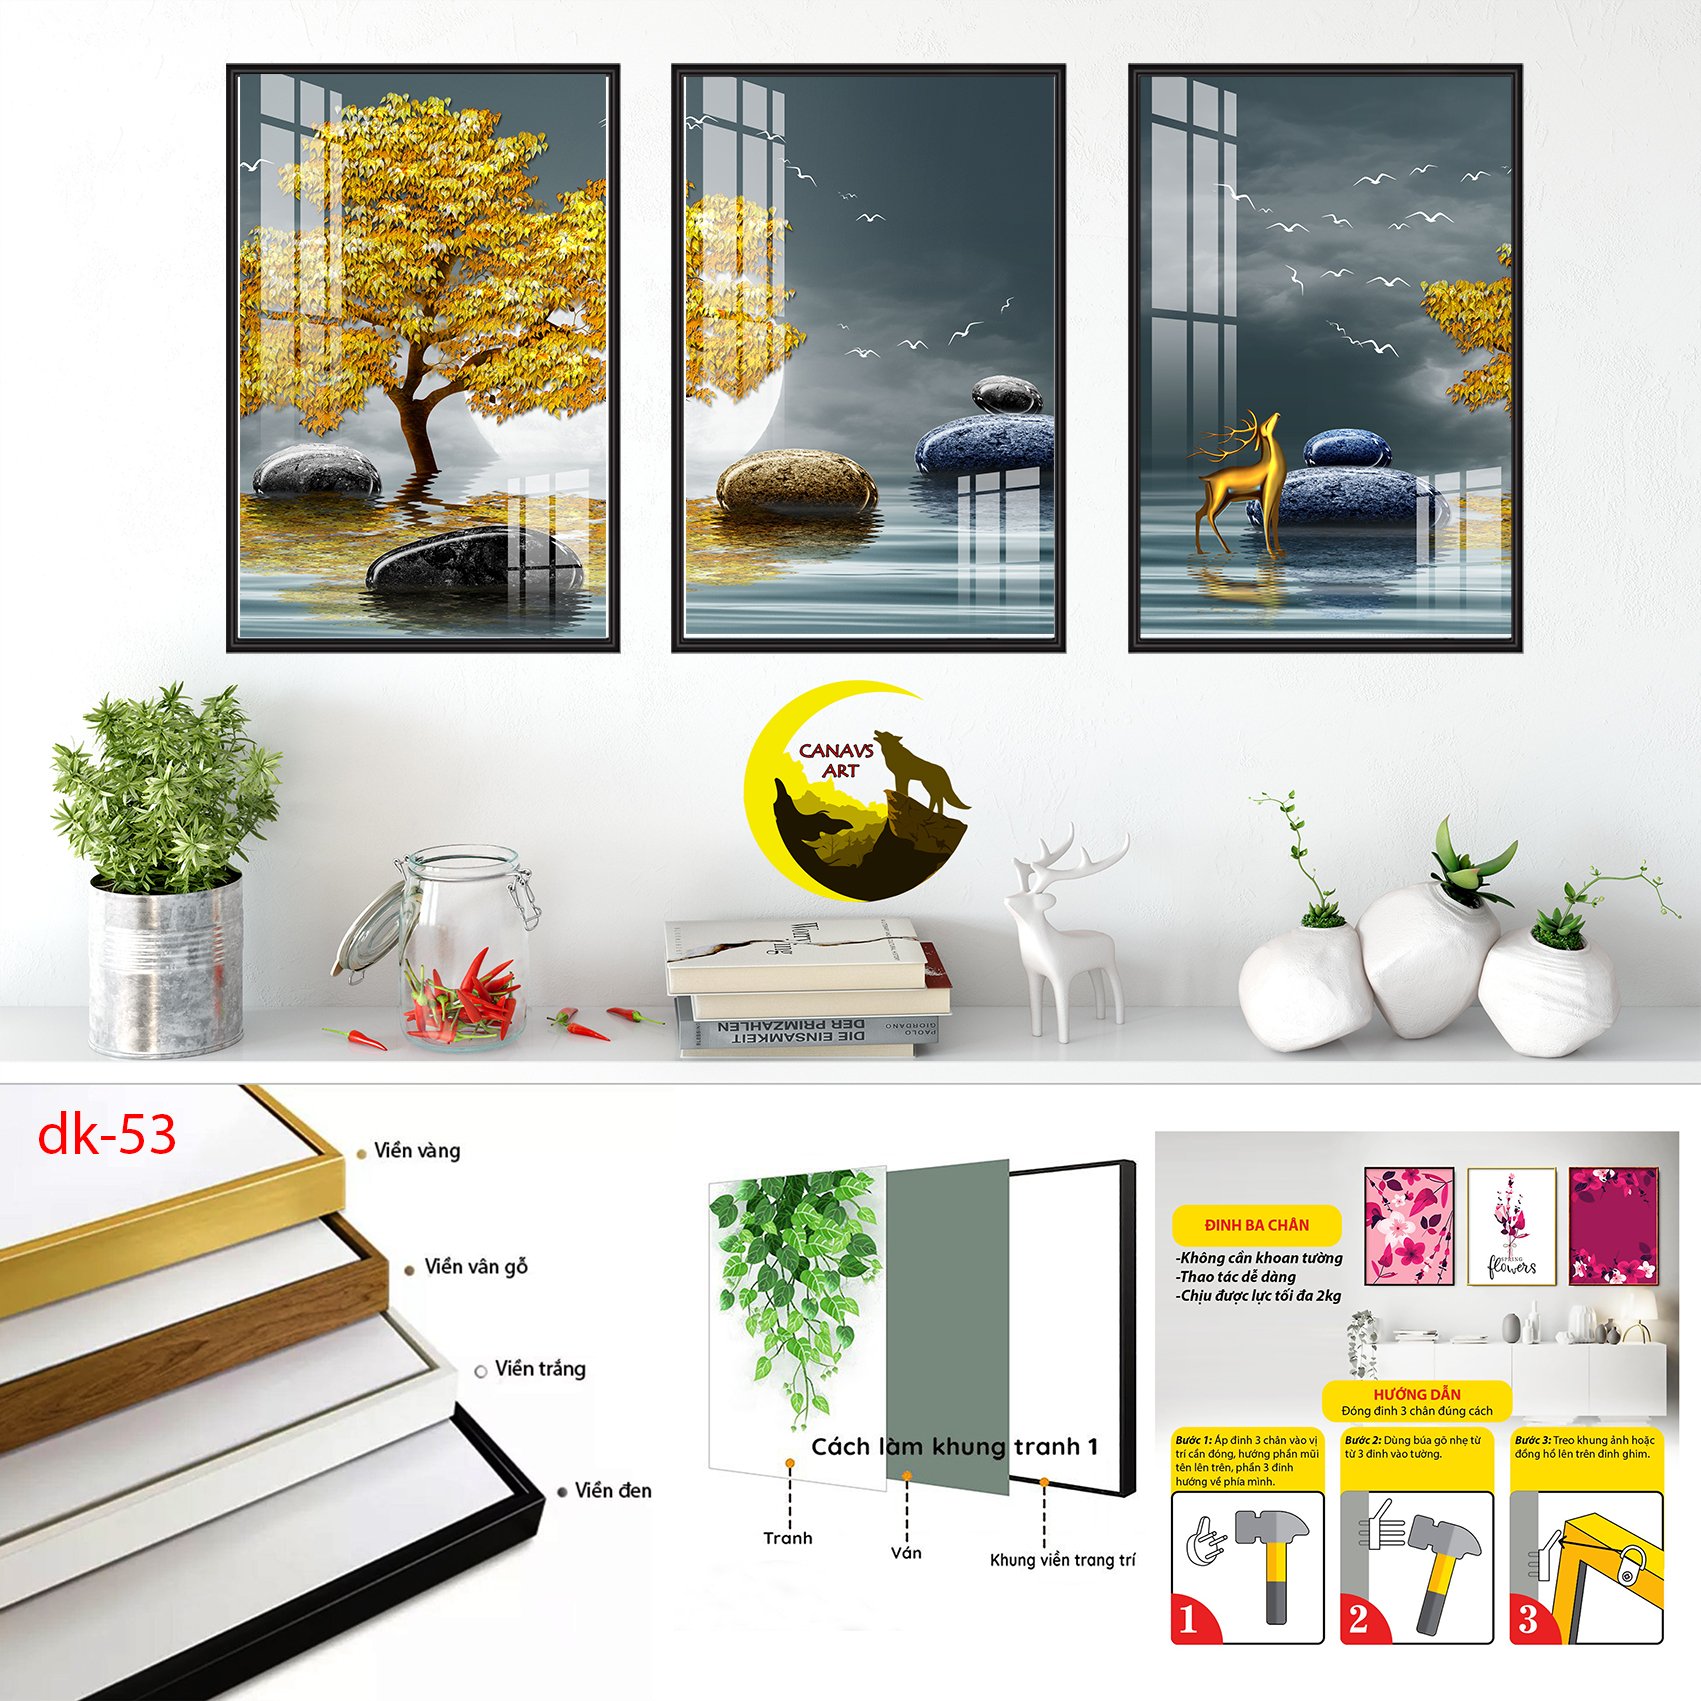 CANAVS
ART
Worüng
DIE EINSAMKEIT
DER PRIMZAHLEN
PAOLO
GIORDANO
dk-53
Viền vàng
Viền vân gỗ
Viền trắng
Viền đen
Cách làm khung tranh 1
Tranh
Ván
Khung viền trang trí
ĐINH BA CHÂN
-Không cần khoan tường
-Thao tác dễ dàng
-Chịu được lực tối đa 2kg
SPRING
flowers
HƯỚNG DẪN
Đóng đinh 3 chân đúng cách
Bước 1: Áp đinh 3 chân vào vị
trí cần đóng, hướng phần mũi
tên lên trên, phần 3 đinh
hướng về phía mình.
Bước 2: Dùng búa gõ nhẹ từ
từ 3 đinh vào tường.
Bước 3: Treo khung ảnh hoặc
đồng hồ lên trên đinh ghim.
1
2
3